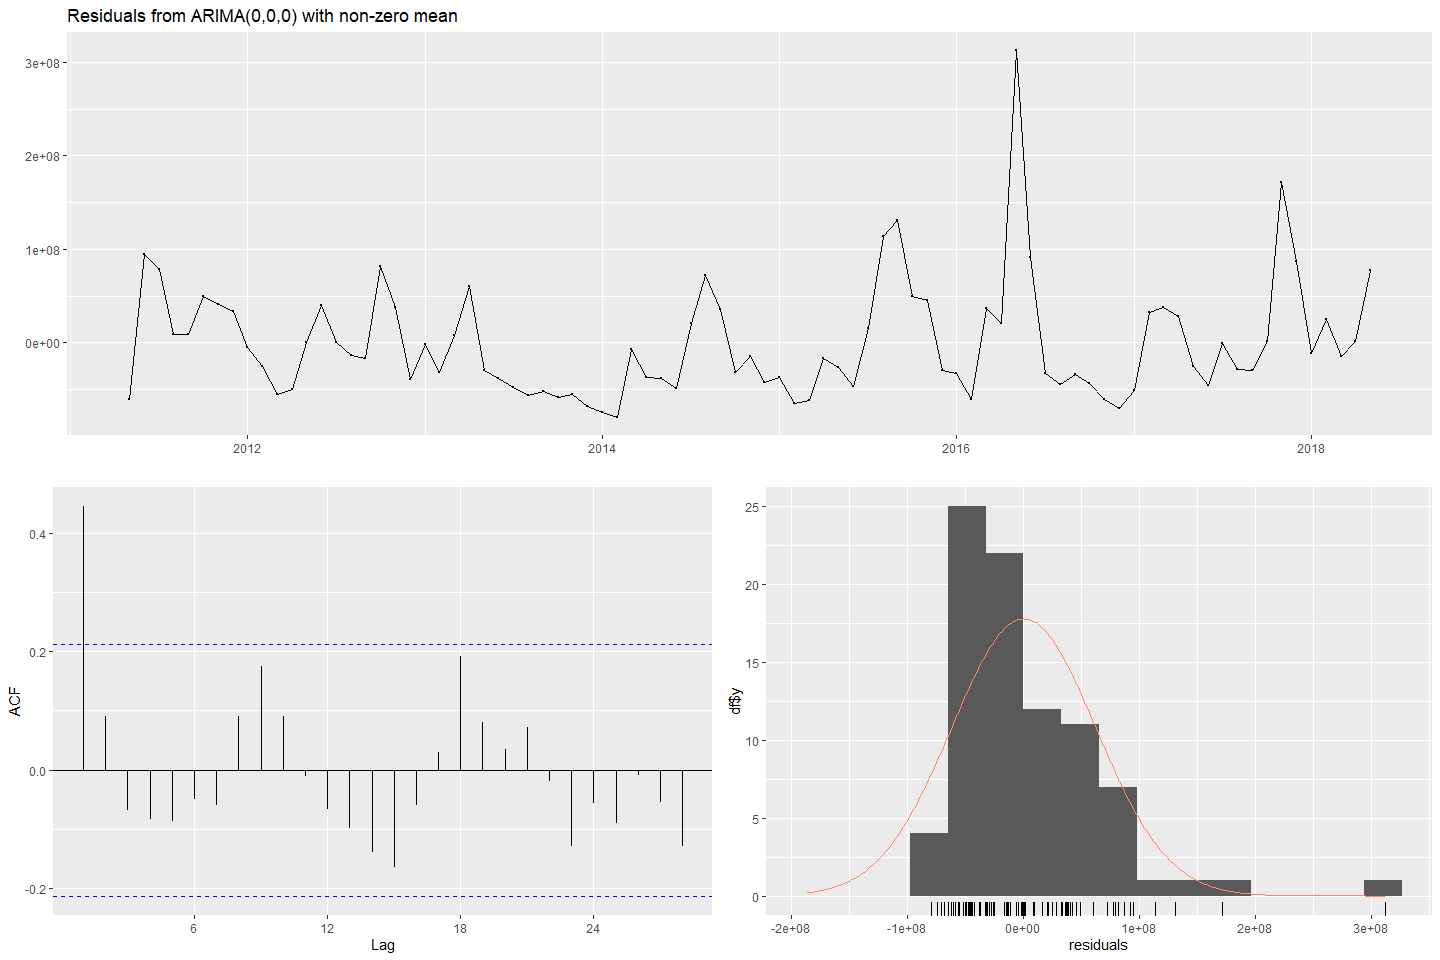 Residuals from ARIMA(0,0,0) with non-zero mean
3e+08
2e+08
1e+08
0e+00
2012 2014 2016 2018
ACF
0.4
0.2
0.0
-0.2
6 12 18 24
Lag
df$y
25
20
15
10
5
0
-2e+08 -1e+08 0e+00 1e+08 2e+08 3e+08
residuals